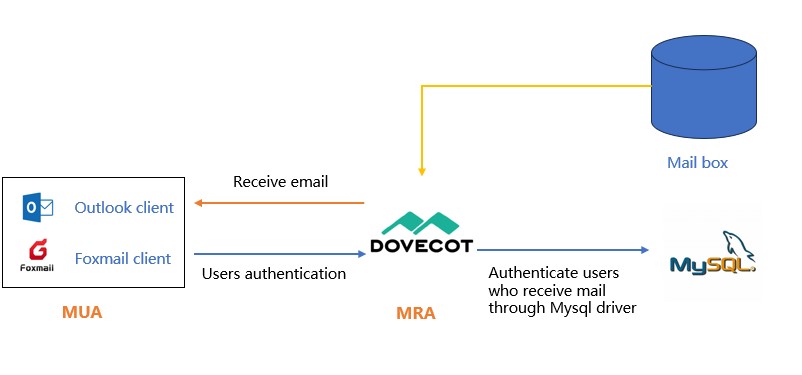 Mail box
Receive email
O
Outlook client
DOVECOT
MySQL.
Foxmail
Foxmail client
Users authentication
Authenticate users
who receive mail
through Mysql driver
MUA
MRA